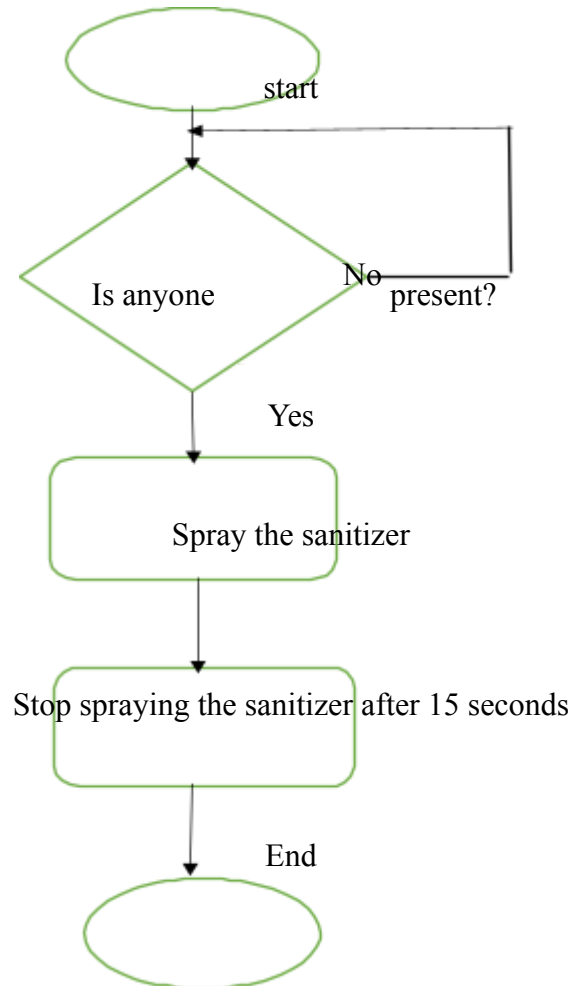 start
No
Is anyone present?
Yes
Spray the sanitizer
Stop spraying the sanitizer after 15 seconds
End